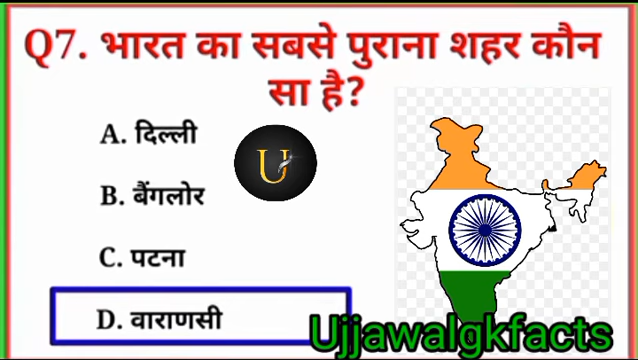 Q7. भारत का सबसे पुराना शहर कौन
सा है?
A. दिल्ली
B. बैंगलोर
C. पटना
D. वाराणसी
U
Ujjawalgkfacts